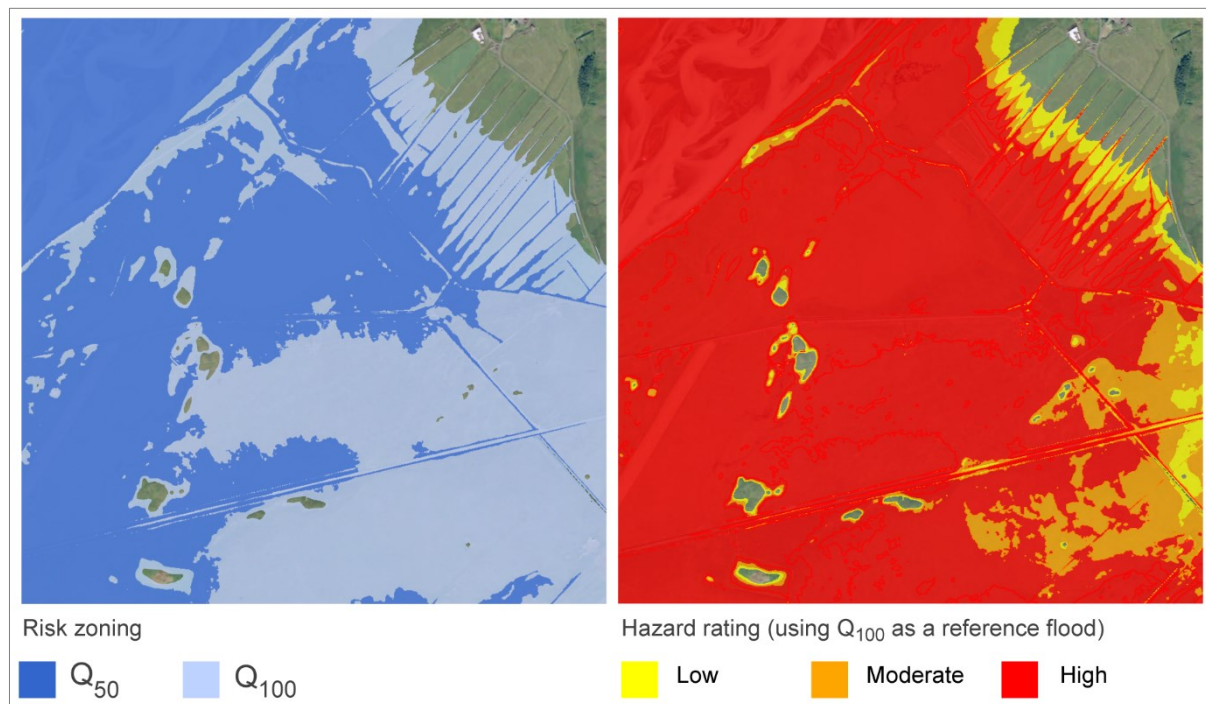 Risk zoning
Q50
Q100
Hazard rating (using Q100 as a reference flood)
Low
Moderate
High